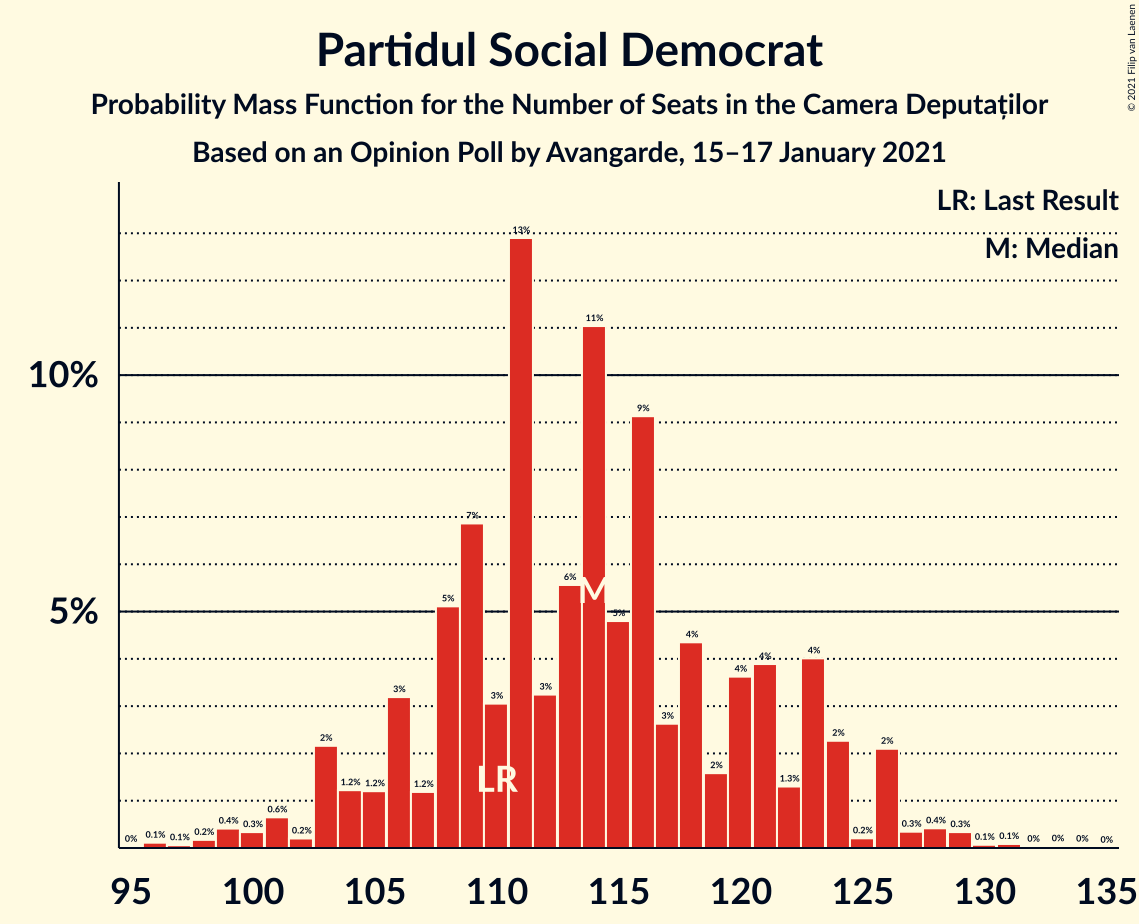 Partidul Social Democrat
Probability Mass Function for the Number of Seats in the Camera Deputaților
Based on an Opinion Poll by Avangarde, 15–17 January 2021
© 2021 Filip van Laenen
LR: Last Result
M: Median
10%
5%
0% 0.1% 0.1% 0.2% 0.4% 0.3% 0.6% 0.2% 2% 1.2% 1.2% 3% 1.2% 5% 7% 3% 13% 3% 6% 11% 5% 9% 3% 4% 2% 4% 4% 1.3% 4% 2% 0.2% 2% 0.3% 0.4% 0.3% 0.1% 0.1% 0% 0% 0% 0%
M
LR
95 100 105 110 115 120 125 130 135